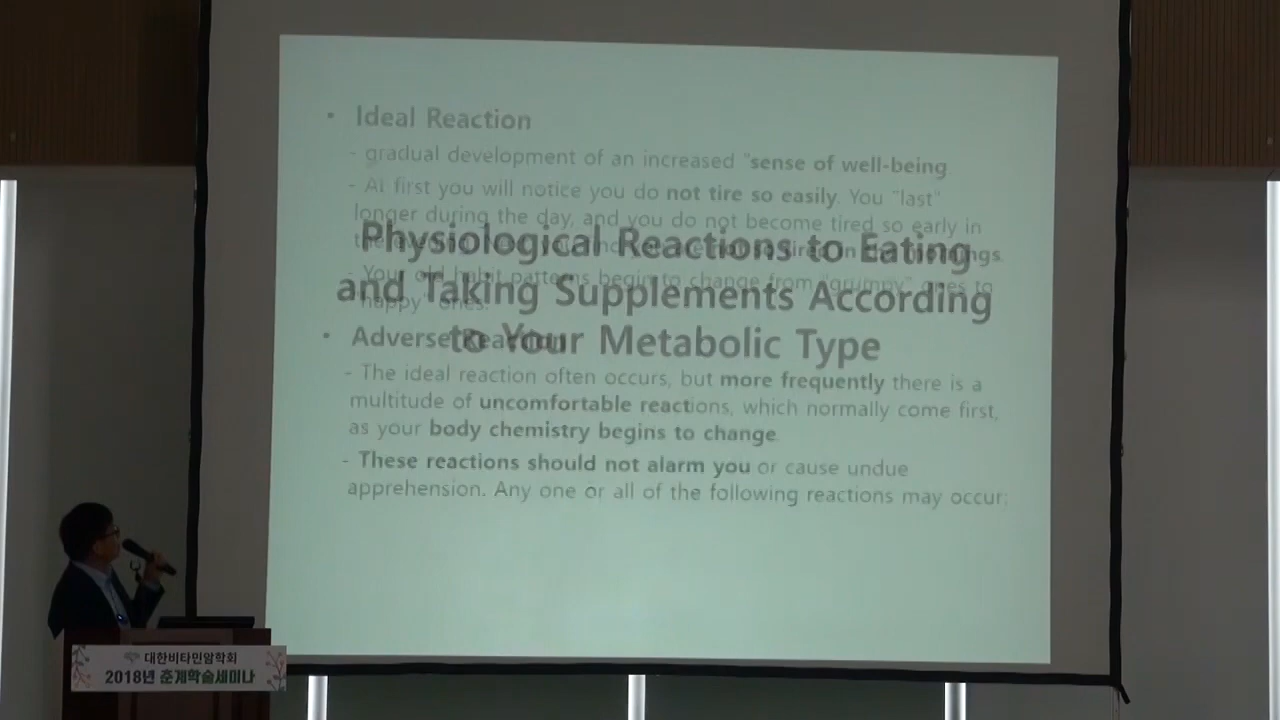 • Ideal Reaction
- gradual development of an increased "sense of well-being
- At first you will notice you do not tire so easily. You "last"
longer during the day, and you do not become tired so early in
Physiological Reactions to Eating
- Your old habit patterns begin to change from "grumpy" ones to
and Taking Supplements According
happy" ones.
• Adverse
to Your Metabolic Type
- The ideal reaction often occurs, but more frequently there is a
multitude of uncomfortable reactions, which normally come first,
as your body chemistry begins to change.
- These reactions should not alarm you or cause undue
apprehension. Any one or all of the following reactions may occur;
대한비타민암학회
2018년 춘계학술세미나